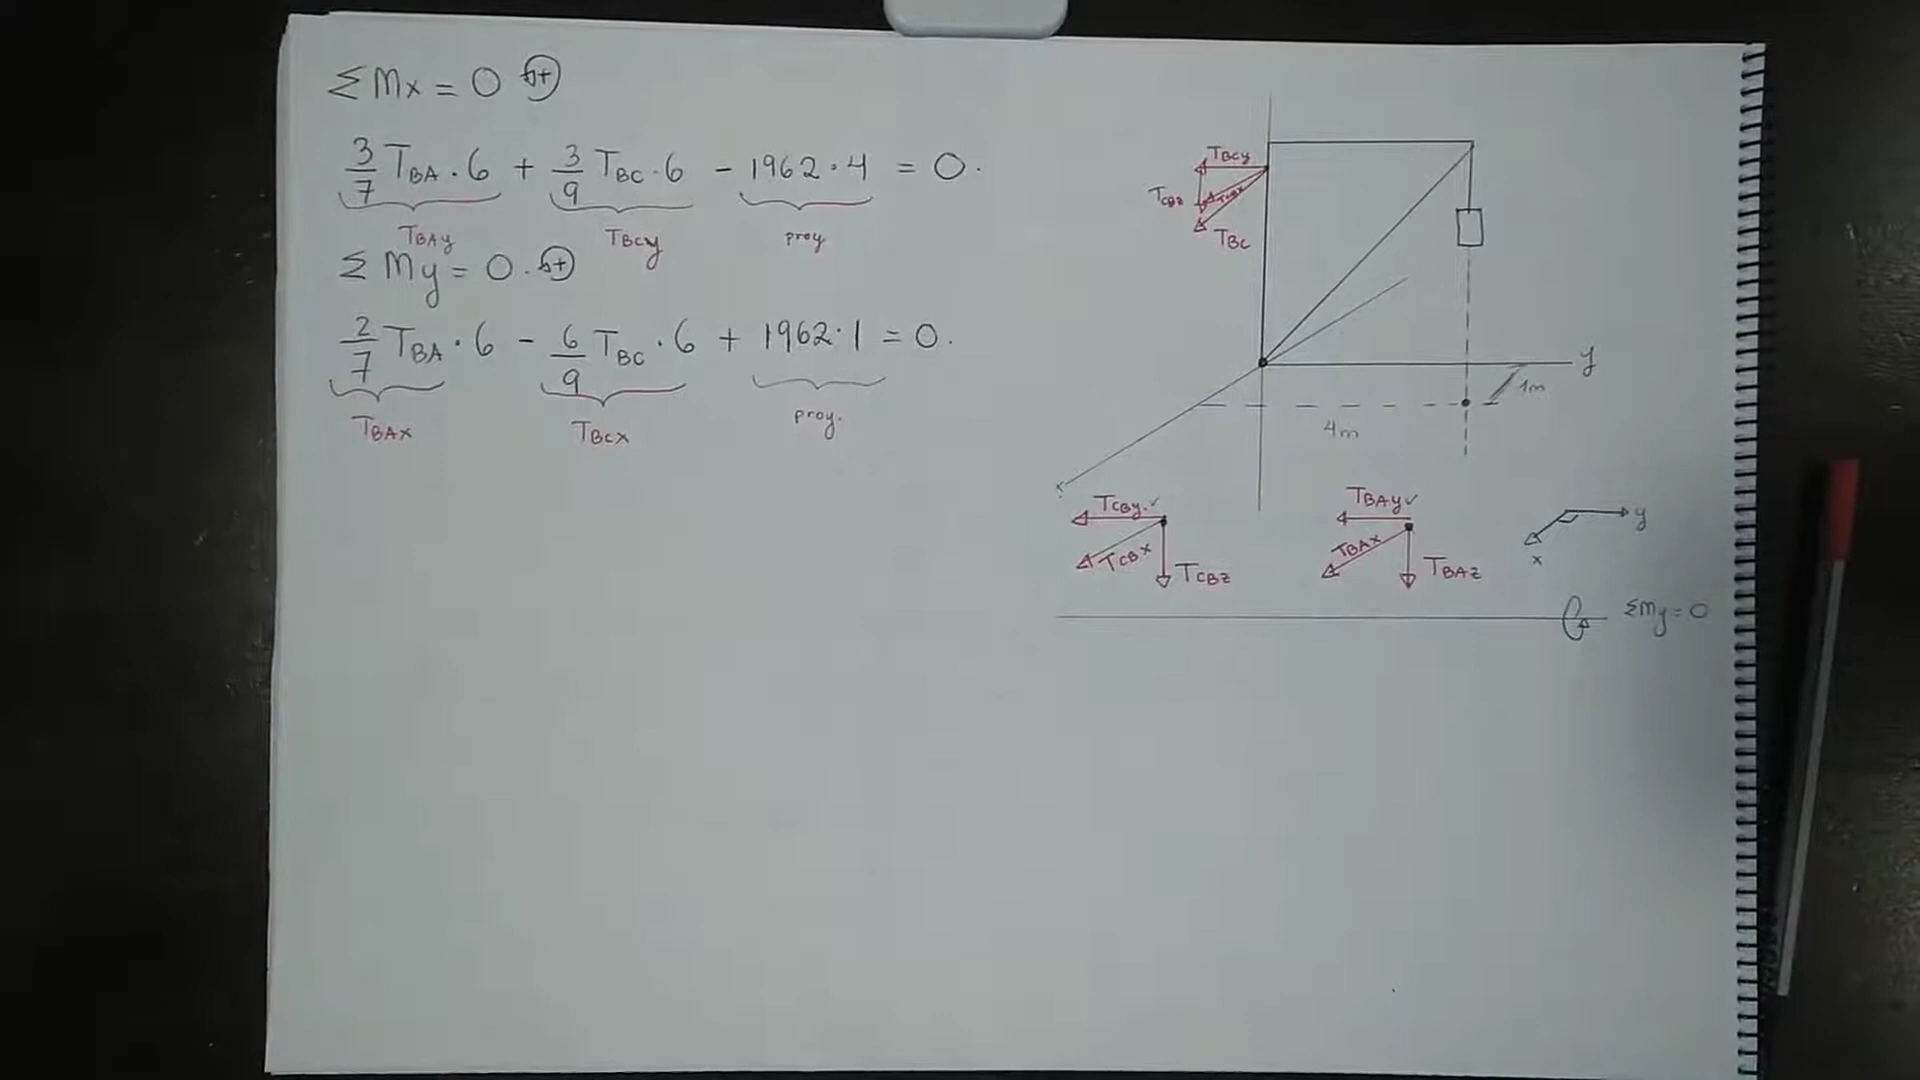 ΣMx = 0 ↻+
3/7 TBA · 6 + 3/9 TBC · 6 - 1962 · 4 = 0.
TBAy TBCy proy
ΣMy = 0. ↻+
2/7 TBA · 6 - 6/9 TBC · 6 + 1962 · 1 = 0.
TBAx TBCx proy.
TBCy
TCBZ
TBC
y
1m
4m
x
TCBy. ✓
TCBX
TCBZ
TBAy ✓
TBAX
TBAZ
y
x
ΣMy = 0